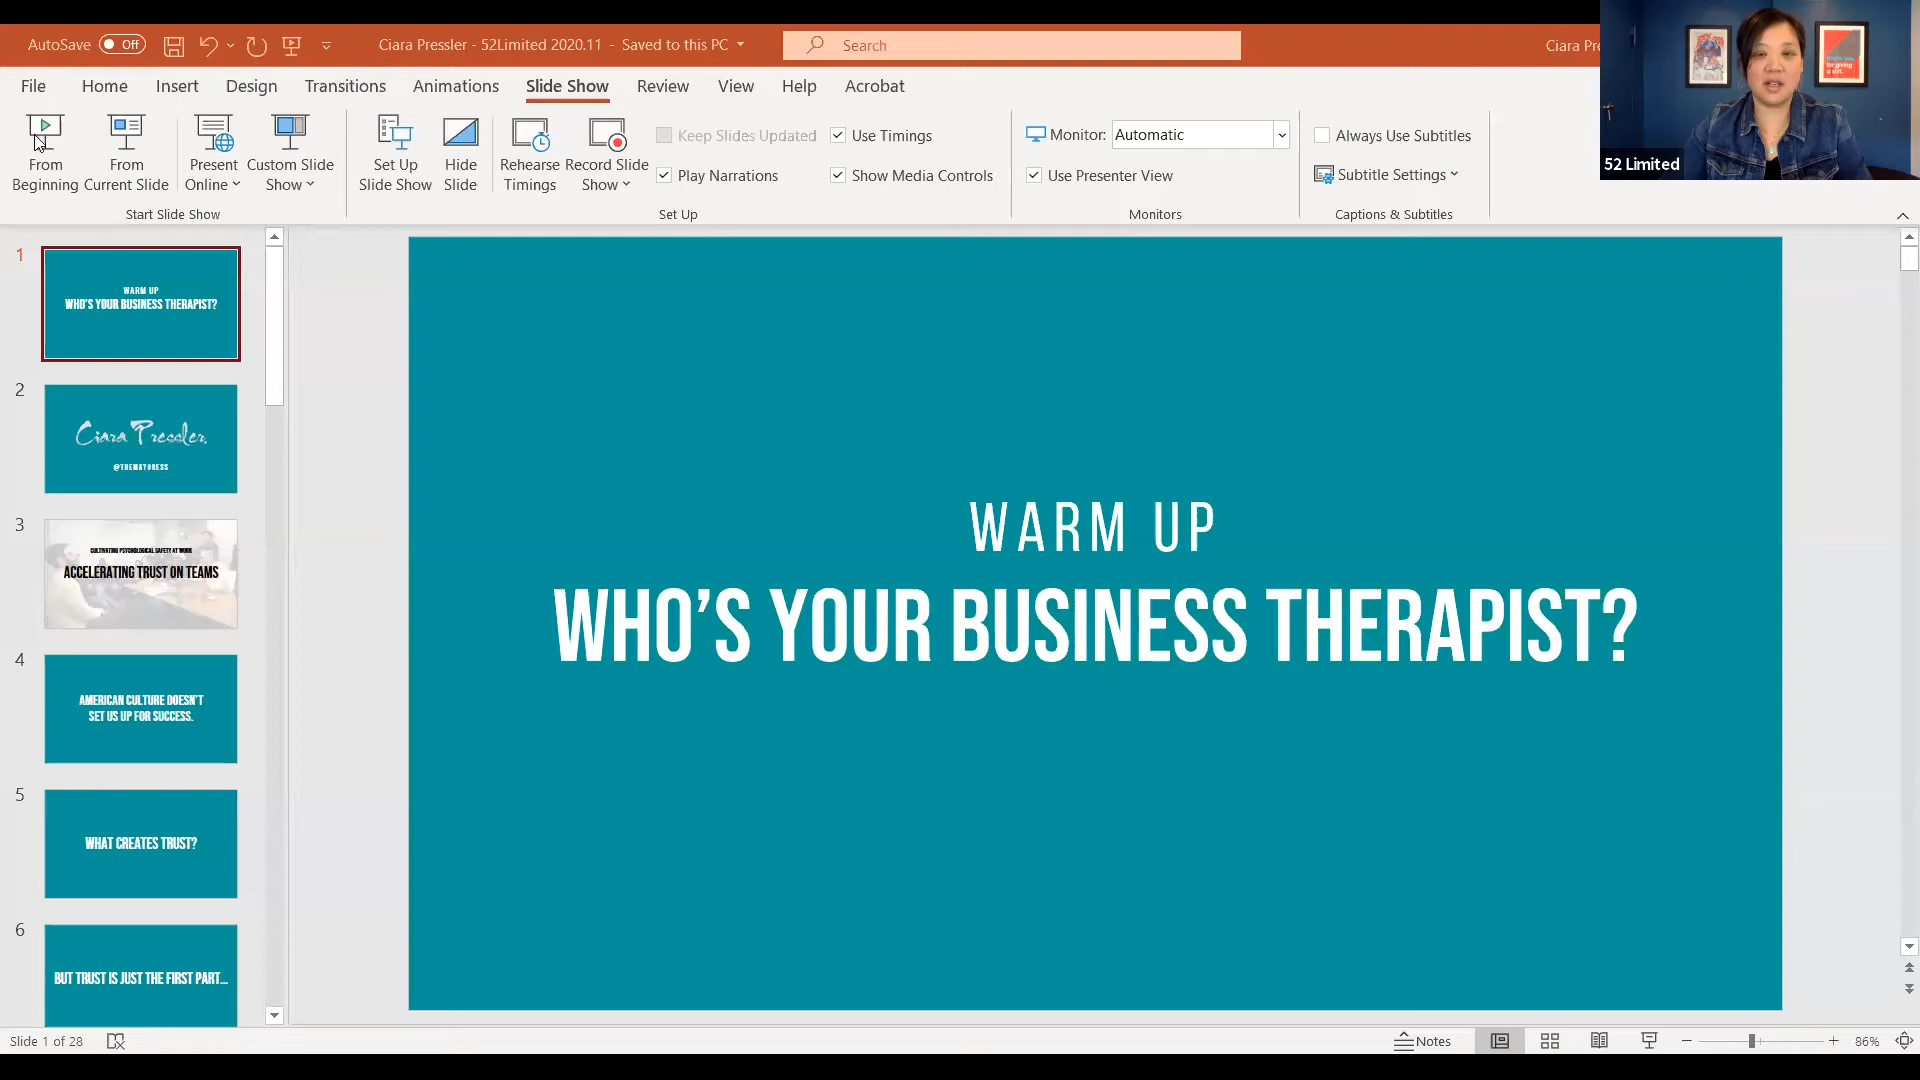 AutoSave Off
Ciara Pressler - 52Limited 2020.11 - Saved to this PC
Search
Ciara Pre
File Home Insert Design Transitions Animations Slide Show Review View Help Acrobat
From Beginning
From Current Slide
Present Online
Custom Slide Show
Set Up Slide Show
Hide Slide
Rehearse Timings
Record Slide Show
Keep Slides Updated
Play Narrations
Use Timings
Show Media Controls
Monitor: Automatic
Use Presenter View
Always Use Subtitles
Subtitle Settings
Start Slide Show
Set Up
Monitors
Captions & Subtitles
52 Limited
1
WARM UP
WHO'S YOUR BUSINESS THERAPIST?
2
Ciara Pressler
@THEMAYORESS
3
CULTIVATING PSYCHOLOGICAL SAFETY AT WORK
ACCELERATING TRUST ON TEAMS
4
AMERICAN CULTURE DOESN'T
SET US UP FOR SUCCESS.
5
WHAT CREATES TRUST?
6
BUT TRUST IS JUST THE FIRST PART...
WARM UP
WHO'S YOUR BUSINESS THERAPIST?
Slide 1 of 28
Notes
86%